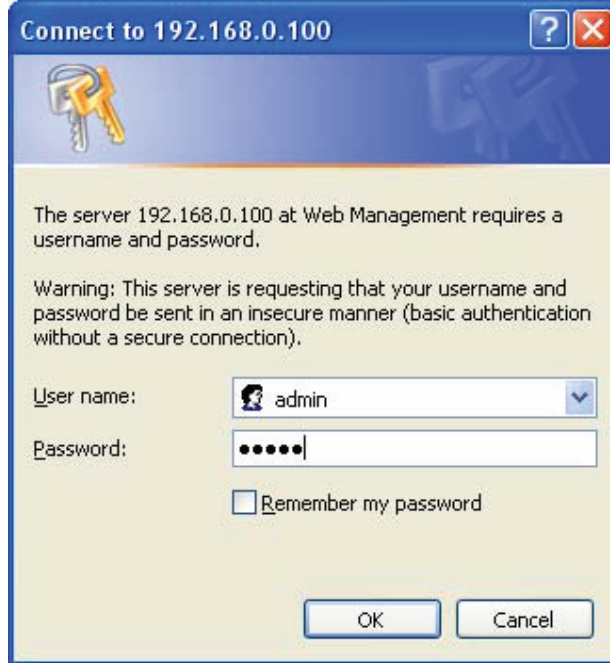 Connect to 192.168.0.100
The server 192.168.0.100 at Web Management requires a
username and password.
Warning: This server is requesting that your username and
password be sent in an insecure manner (basic authentication
without a secure connection).
User name:
admin
Password:
•••••
Remember my password
OK
Cancel